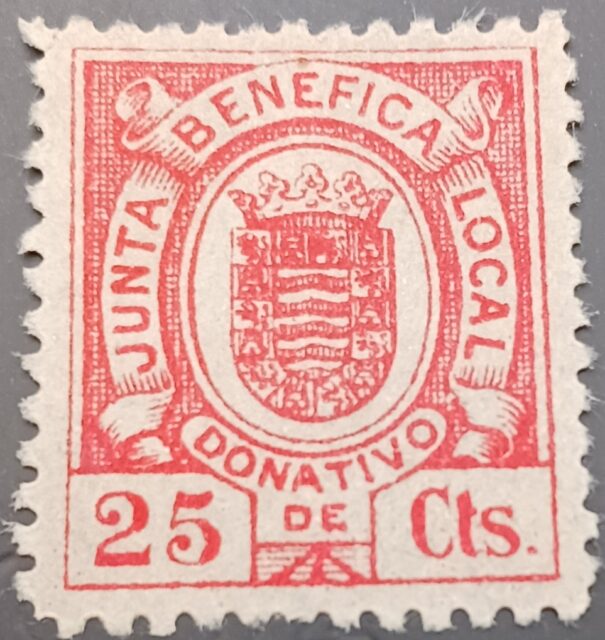 JUNTA BENEFICA LOCAL
DONATIVO
DE
25 Cts.